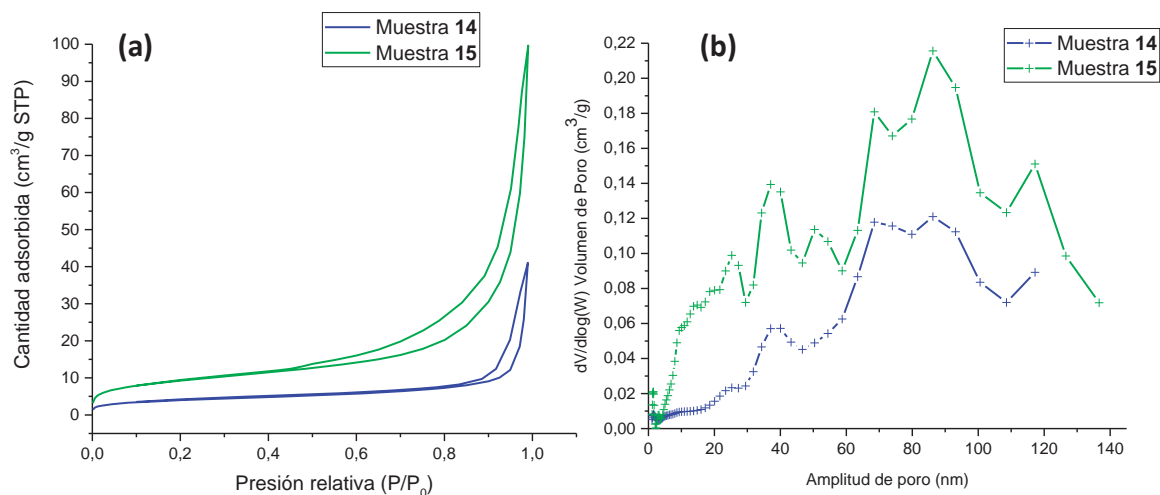 (a)
Muestra 14
Muestra 15
100
90
80
70
60
50
40
30
20
10
0
Cantidad adsorbida (cm³/g STP)
0,0 0,2 0,4 0,6 0,8 1,0
Presión relativa (P/P₀)
(b)
Muestra 14
Muestra 15
0,22
0,20
0,18
0,16
0,14
0,12
0,10
0,08
0,06
0,04
0,02
0,00
dV/dlog(W) Volumen de Poro (cm³/g)
0 20 40 60 80 100 120 140
Amplitud de poro (nm)